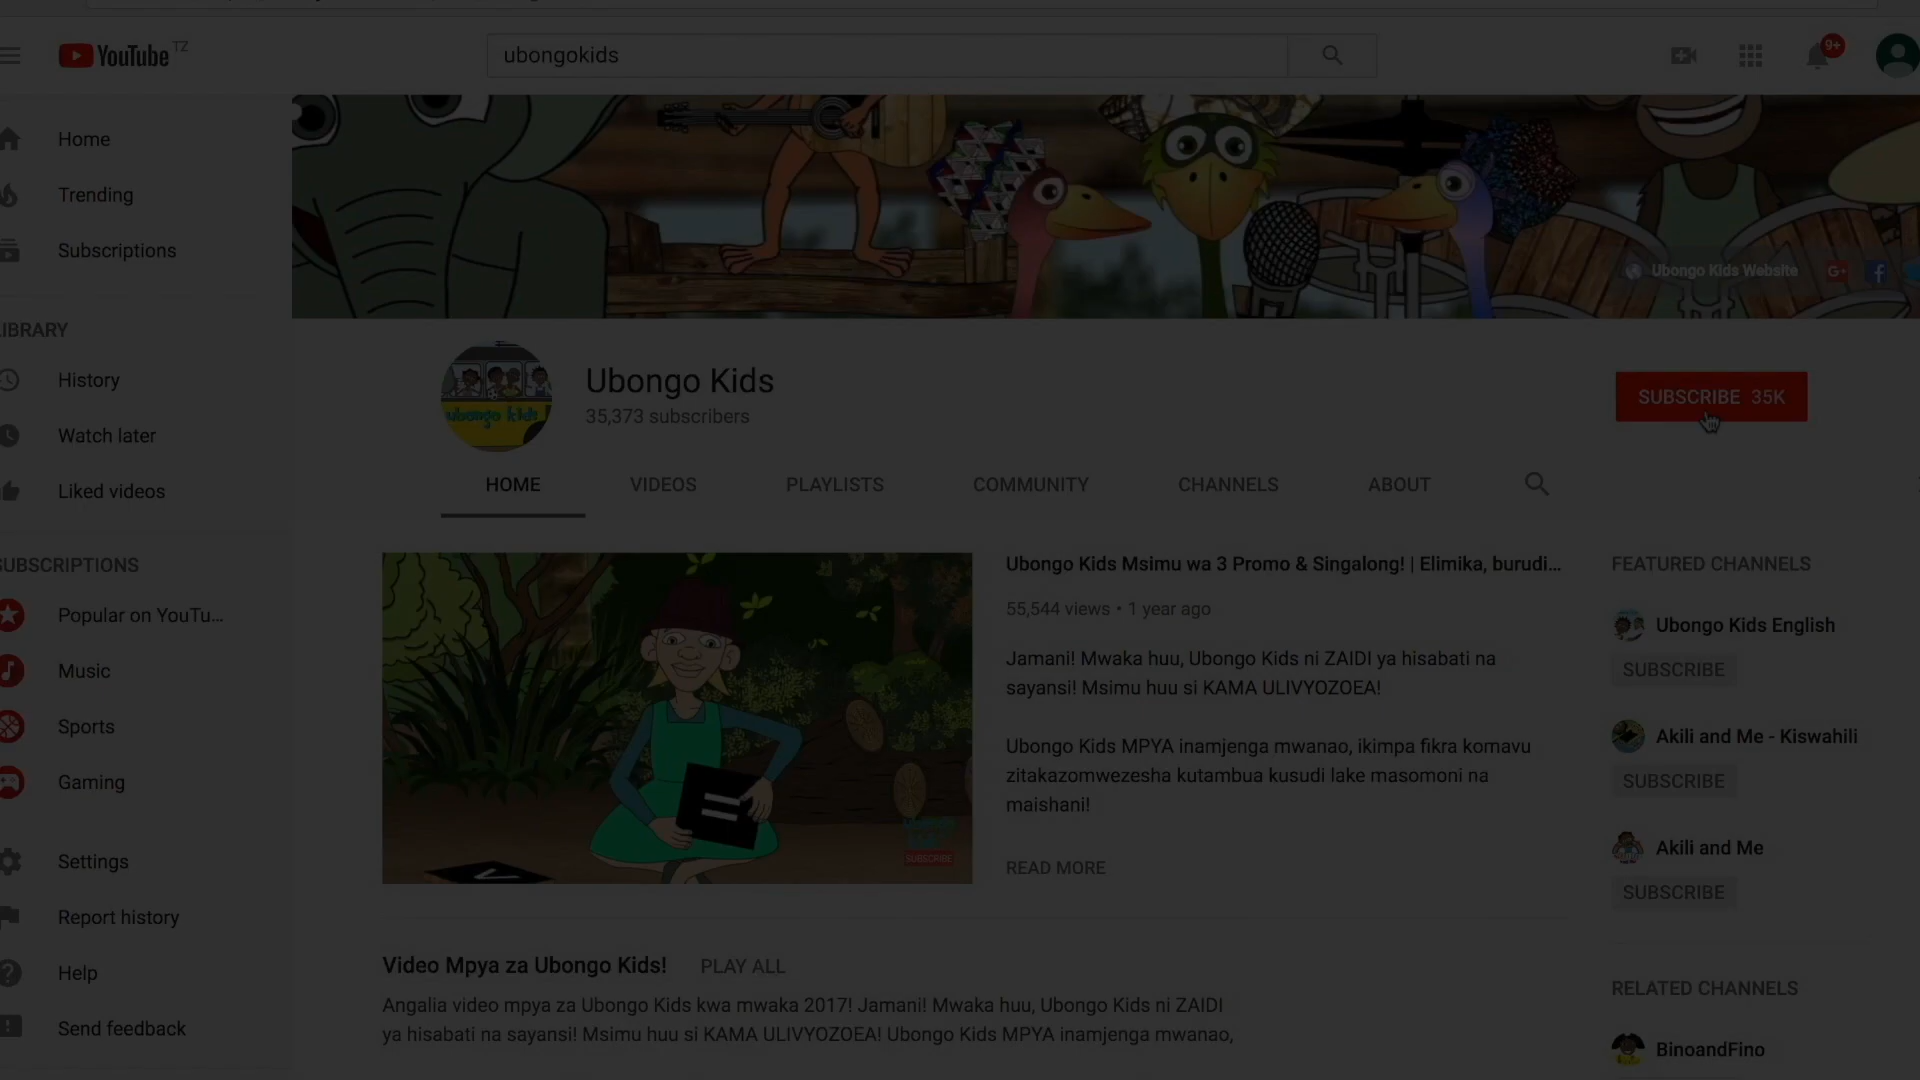 YouTube TZ
ubongokids
9+
Home
Trending
Subscriptions
LIBRARY
History
Watch later
Liked videos
SUBSCRIPTIONS
Popular on YouTu...
Music
Sports
Gaming
Settings
Report history
Help
Send feedback
Ubongo Kids Website
G+ f
ubongo kids
Ubongo Kids
35,373 subscribers
SUBSCRIBE 35K
HOME VIDEOS PLAYLISTS COMMUNITY CHANNELS ABOUT
SUBSCRIBE
Ubongo Kids Msimu wa 3 Promo & Singalong! | Elimika, burudi...
55,544 views • 1 year ago
Jamani! Mwaka huu, Ubongo Kids ni ZAIDI ya hisabati na
sayansi! Msimu huu si KAMA ULIVYOZOEA!
Ubongo Kids MPYA inamjenga mwanao, ikimpa fikra komavu
zitakazomwezesha kutambua kusudi lake masomoni na
maishani!
READ MORE
Video Mpya za Ubongo Kids! PLAY ALL
Angalia video mpya za Ubongo Kids kwa mwaka 2017! Jamani! Mwaka huu, Ubongo Kids ni ZAIDI
ya hisabati na sayansi! Msimu huu si KAMA ULIVYOZOEA! Ubongo Kids MPYA inamjenga mwanao,
FEATURED CHANNELS
Ubongo Kids English
SUBSCRIBE
Akili and Me - Kiswahili
SUBSCRIBE
Akili and Me
SUBSCRIBE
RELATED CHANNELS
BinoandFino